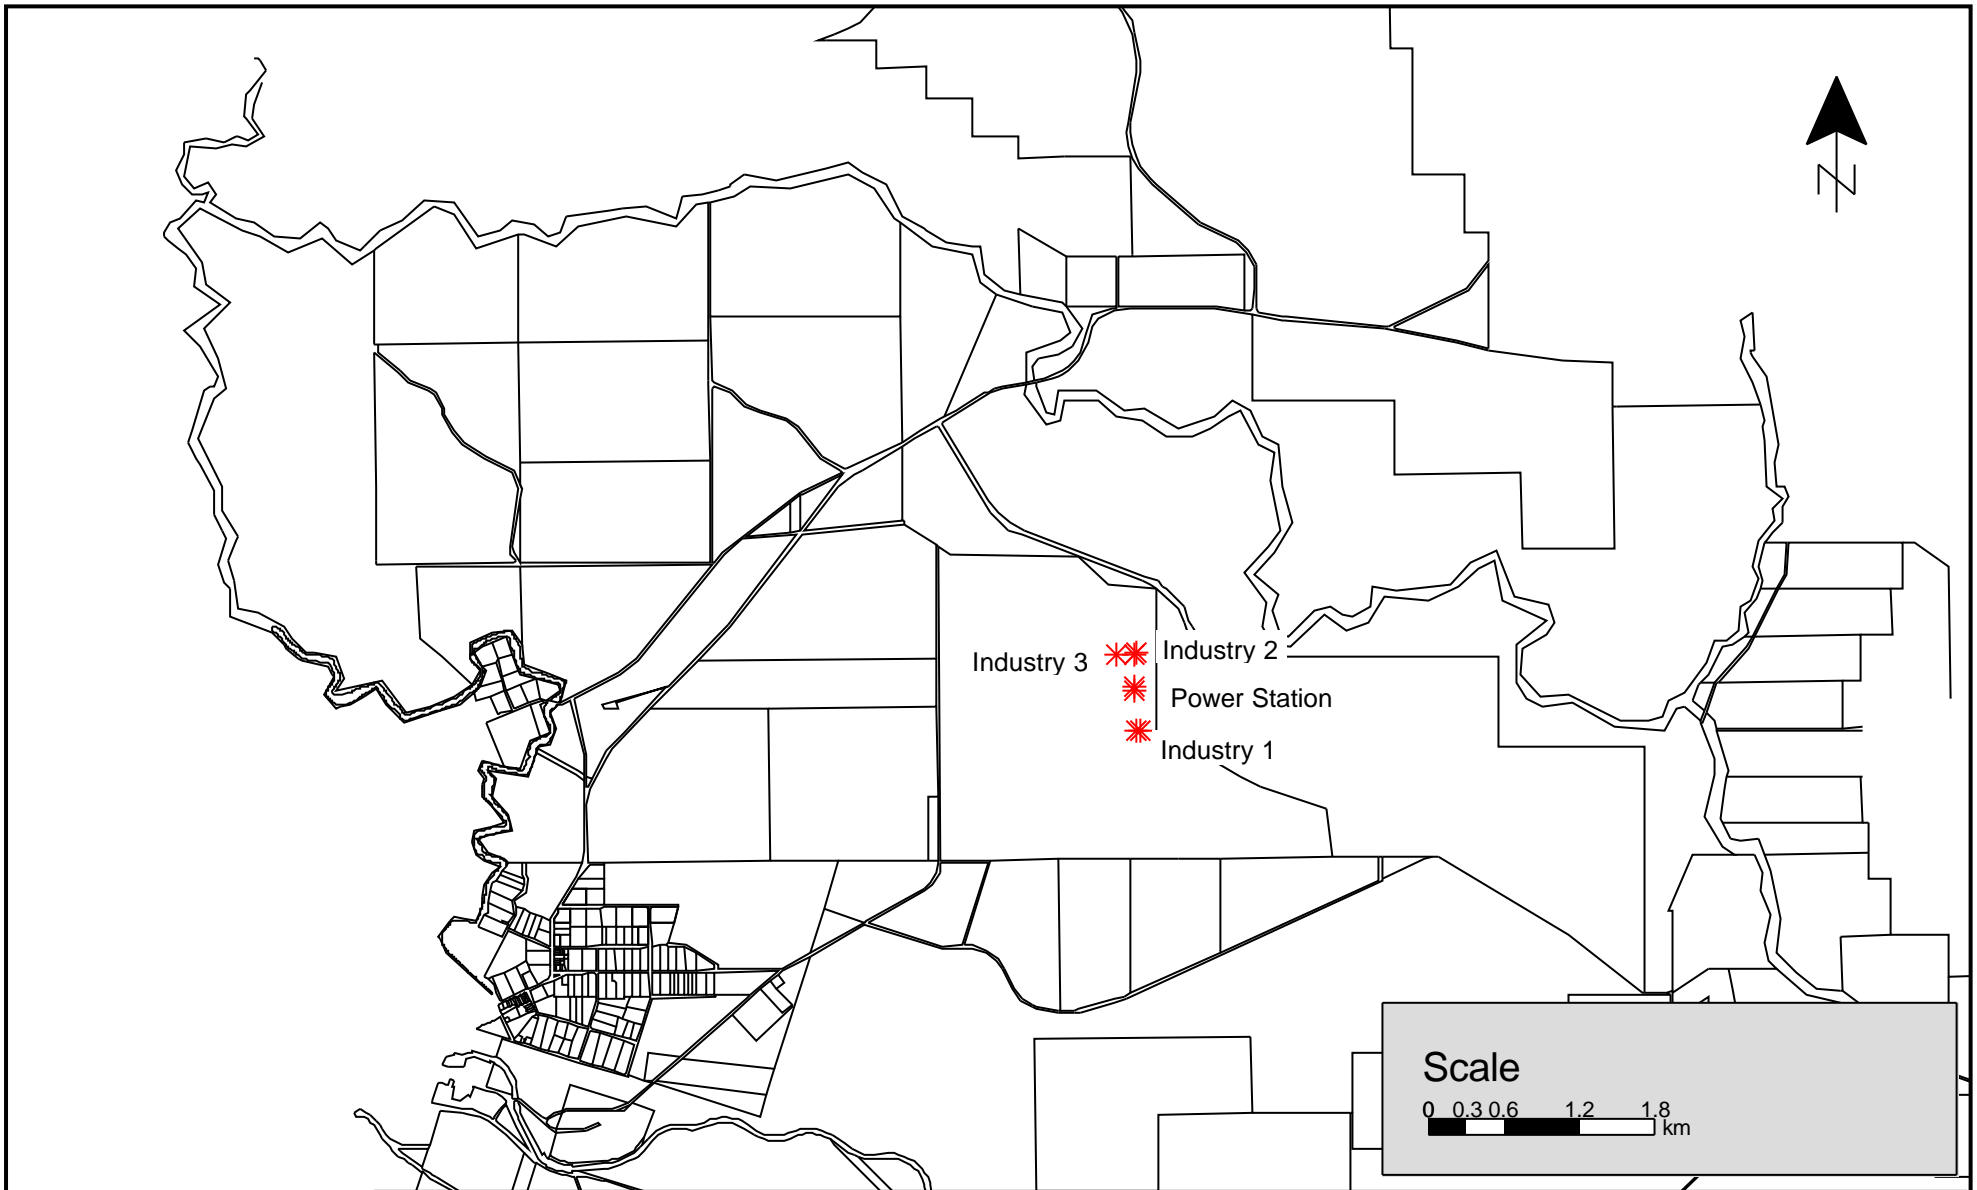 N
Industry 3
Industry 2
Power Station
Industry 1
Scale
0 0.3 0.6 1.2 1.8
km